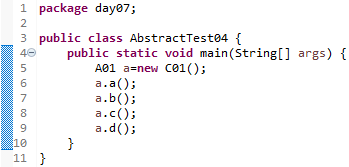 1 package day07;
2
3 public class AbstractTest04 {
4     public static void main(String[] args) {
5         A01 a=new C01();
6         a.a();
7         a.b();
8         a.c();
9         a.d();
10     }
11 }